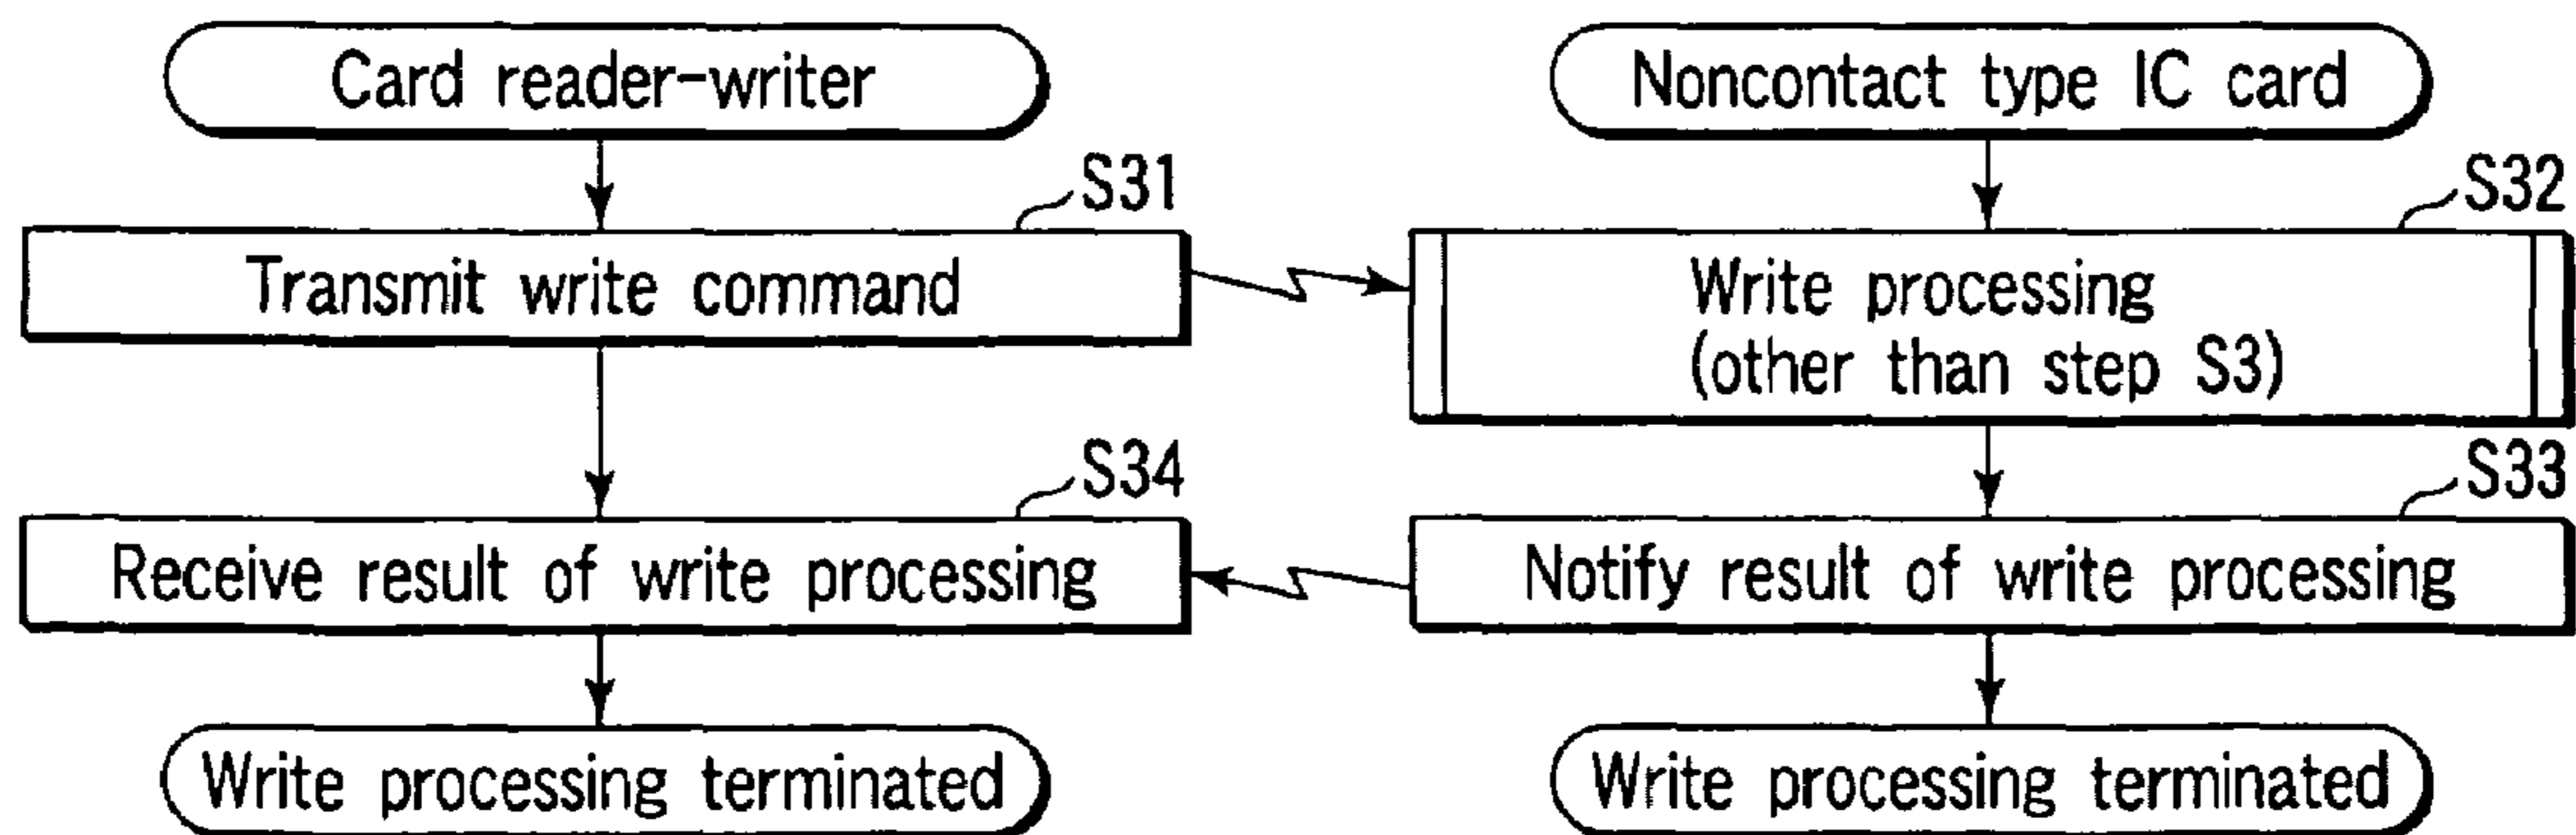 Card reader-writer
Noncontact type IC card
S31
S32
Transmit write command
Write processing
(other than step S3)
S34
S33
Receive result of write processing
Notify result of write processing
Write processing terminated
Write processing terminated